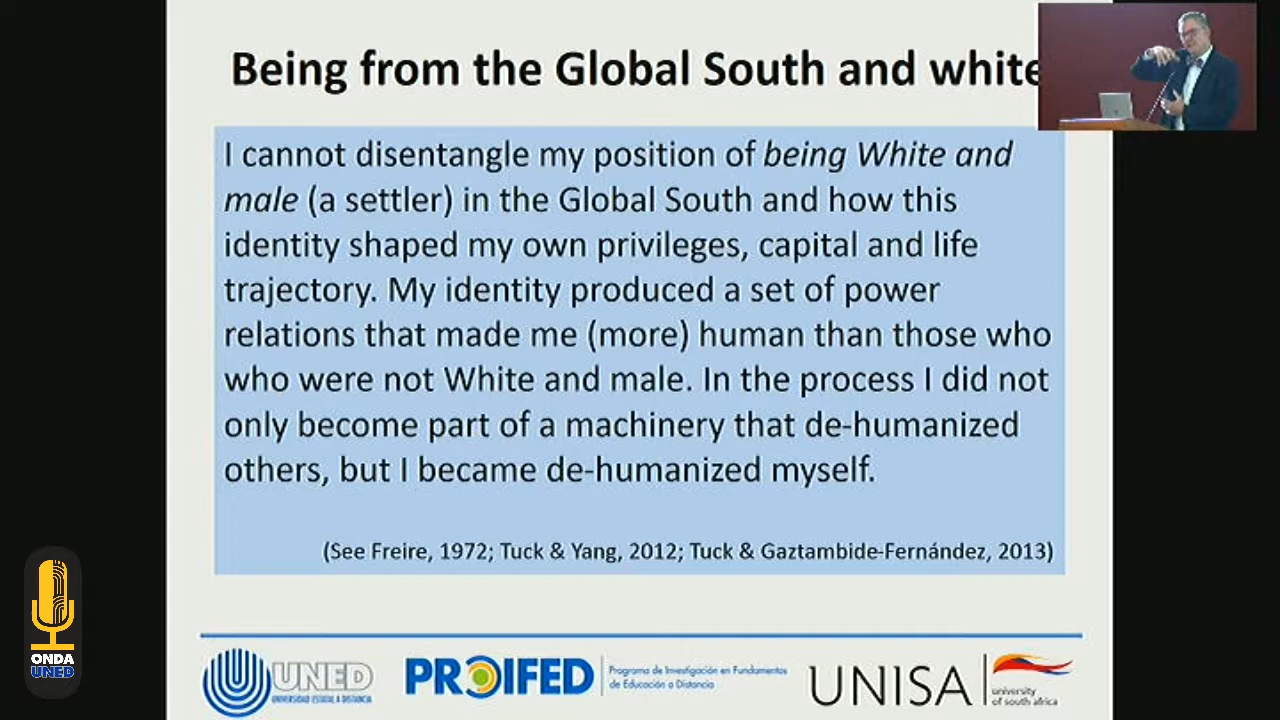 Being from the Global South and white
I cannot disentangle my position of being White and
male (a settler) in the Global South and how this
identity shaped my own privileges, capital and life
trajectory. My identity produced a set of power
relations that made me (more) human than those who
who were not White and male. In the process I did not
only become part of a machinery that de-humanized
others, but I became de-humanized myself.
(See Freire, 1972; Tuck & Yang, 2012; Tuck & Gaztambide-Fernández, 2013)
ONDA
UNED
UNED
UNIVERSIDAD ESTATAL A DISTANCIA
PROIFED
Programa de Investigación en Fundamentos
de Educación a Distancia
UNISA
university
of south africa